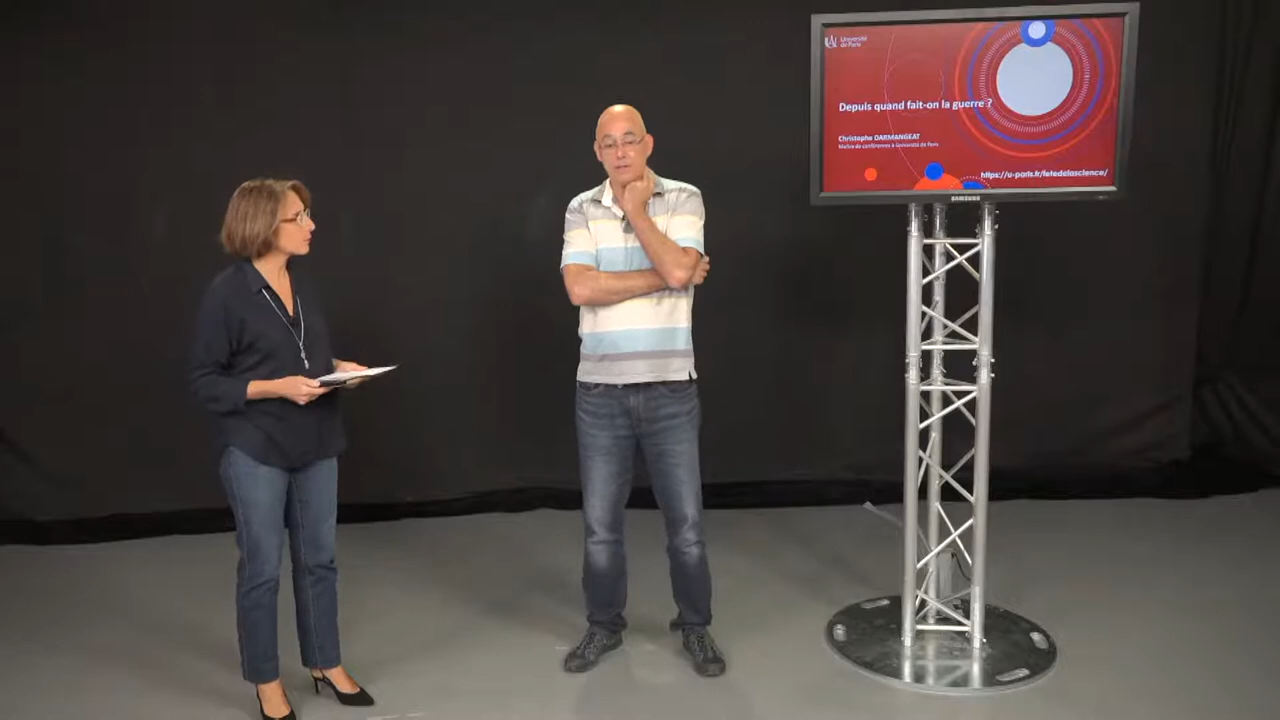 Université
de Paris
Depuis quand fait-on la guerre ?
Christophe DARMANGEAT
Maître de conférences à Université de Paris
https://u-paris.fr/fetedelascience/
SAMSUNG